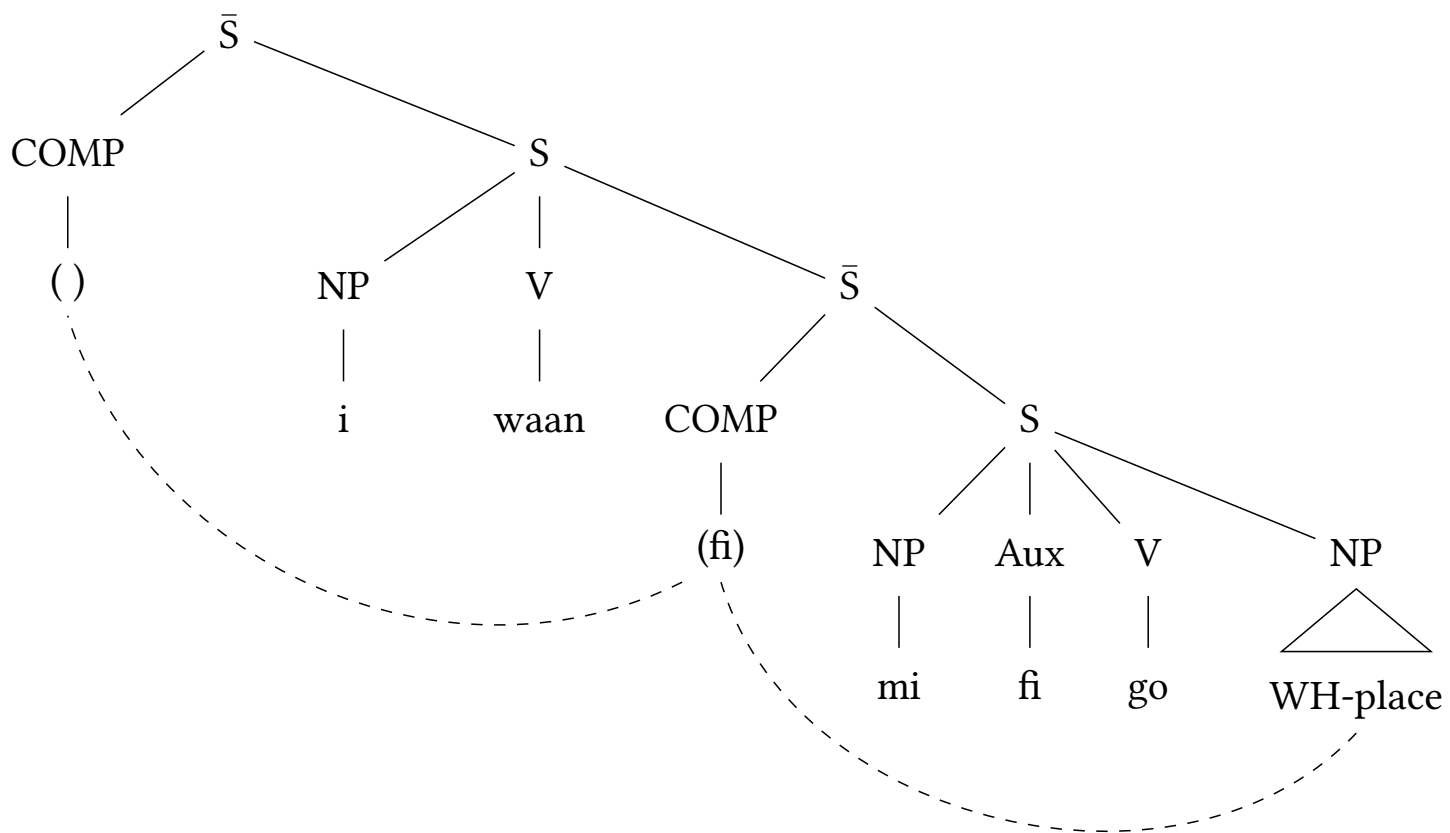 S̄
COMP S
( ) NP V S̄
i waan COMP S
(fi) NP Aux V NP
mi fi go WH-place